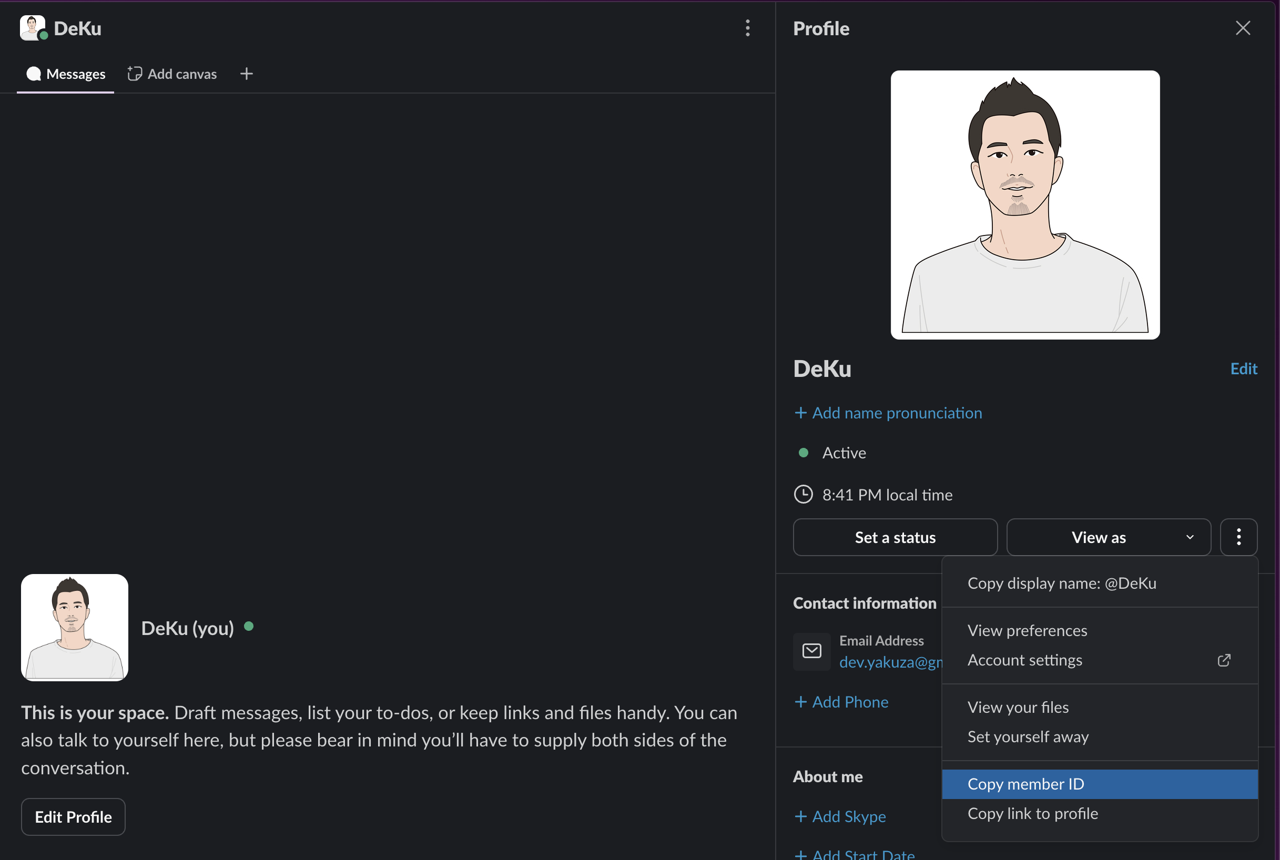 DeKu
Messages
Add canvas
Profile
DeKu
Edit
+ Add name pronunciation
Active
8:41 PM local time
Set a status
View as
Copy display name: @DeKu
View preferences
Account settings
View your files
Set yourself away
Copy member ID
Copy link to profile
Contact information
Email Address
dev.yakuza@gm
+ Add Phone
About me
+ Add Skype
+ Add Start Date
DeKu (you)
This is your space. Draft messages, list your to-dos, or keep links and files handy. You can
also talk to yourself here, but please bear in mind you’ll have to supply both sides of the
conversation.
Edit Profile